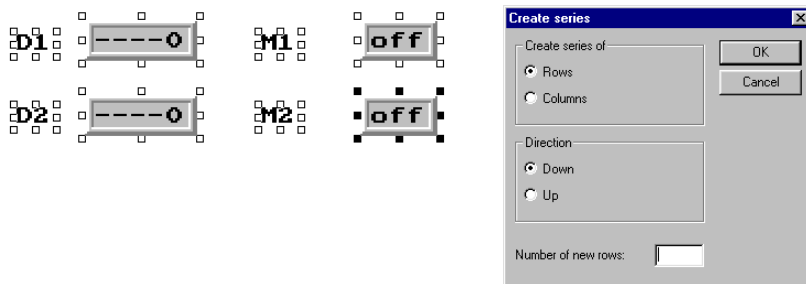 D1 ----0 M1 off
D2 ----0 M2 off
Create series
Create series of
Rows
Columns
OK
Cancel
Direction
Down
Up
Number of new rows: